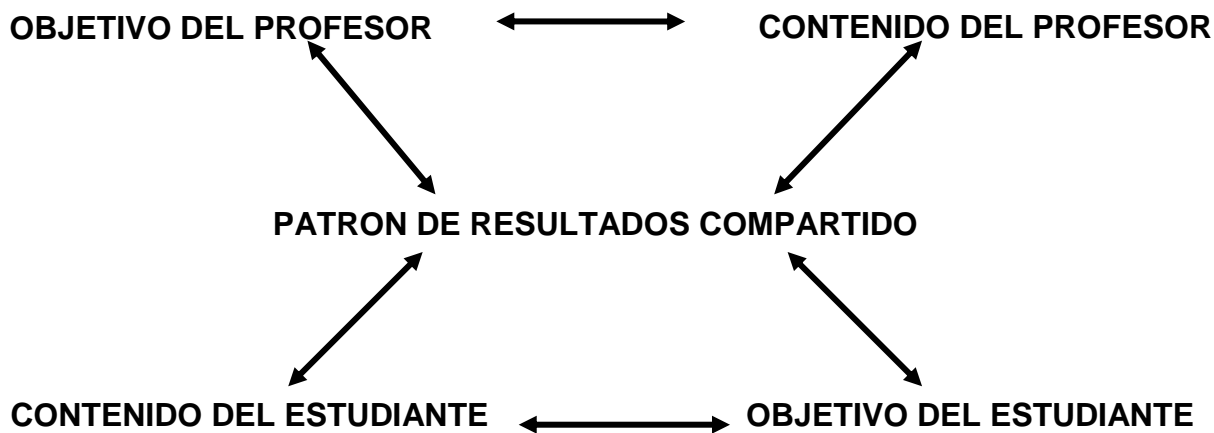 OBJETIVO DEL PROFESOR
CONTENIDO DEL PROFESOR
PATRON DE RESULTADOS COMPARTIDO
CONTENIDO DEL ESTUDIANTE
OBJETIVO DEL ESTUDIANTE